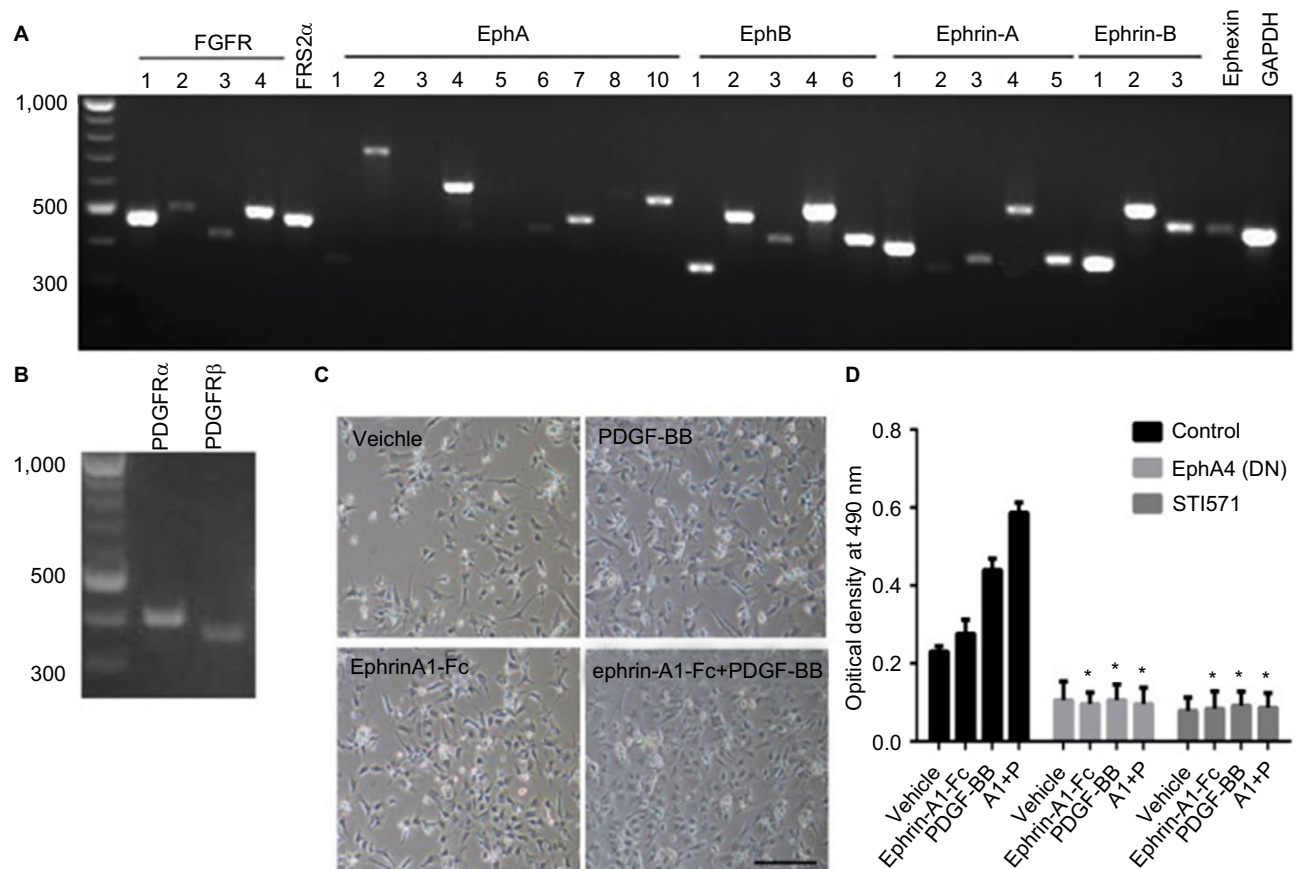 A
FGFR
FRS2α
EphA
EphB
Ephrin-A
Ephrin-B
Ephexin
GAPDH
1 2 3 4 1 2 3 4 5 6 7 8 10 1 2 3 4 6 1 2 3 4 5 1 2 3
1,000
500
300
B
PDGFRα
PDGFRβ
1,000
500
300
C
Veichle
PDGF-BB
EphrinA1-Fc
ephrin-A1-Fc+PDGF-BB
D
Opitical density at 490 nm
0.8
0.6
0.4
0.2
0.0
Control
EphA4 (DN)
STI571
* * * * * *
Vehicle
Ephrin-A1-Fc
PDGF-BB
A1+P
Vehicle
Ephrin-A1-Fc
PDGF-BB
A1+P
Vehicle
Ephrin-A1-Fc
PDGF-BB
A1+P